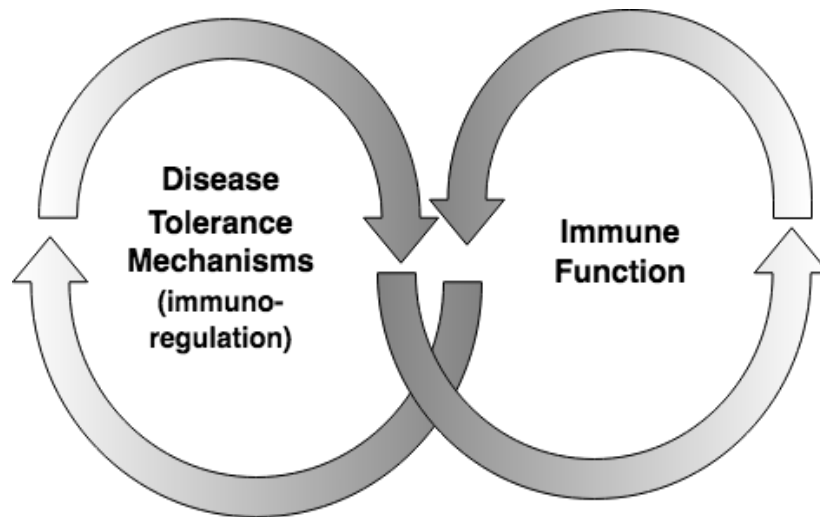 Disease
Tolerance
Mechanisms
(immuno-
regulation)
Immune
Function